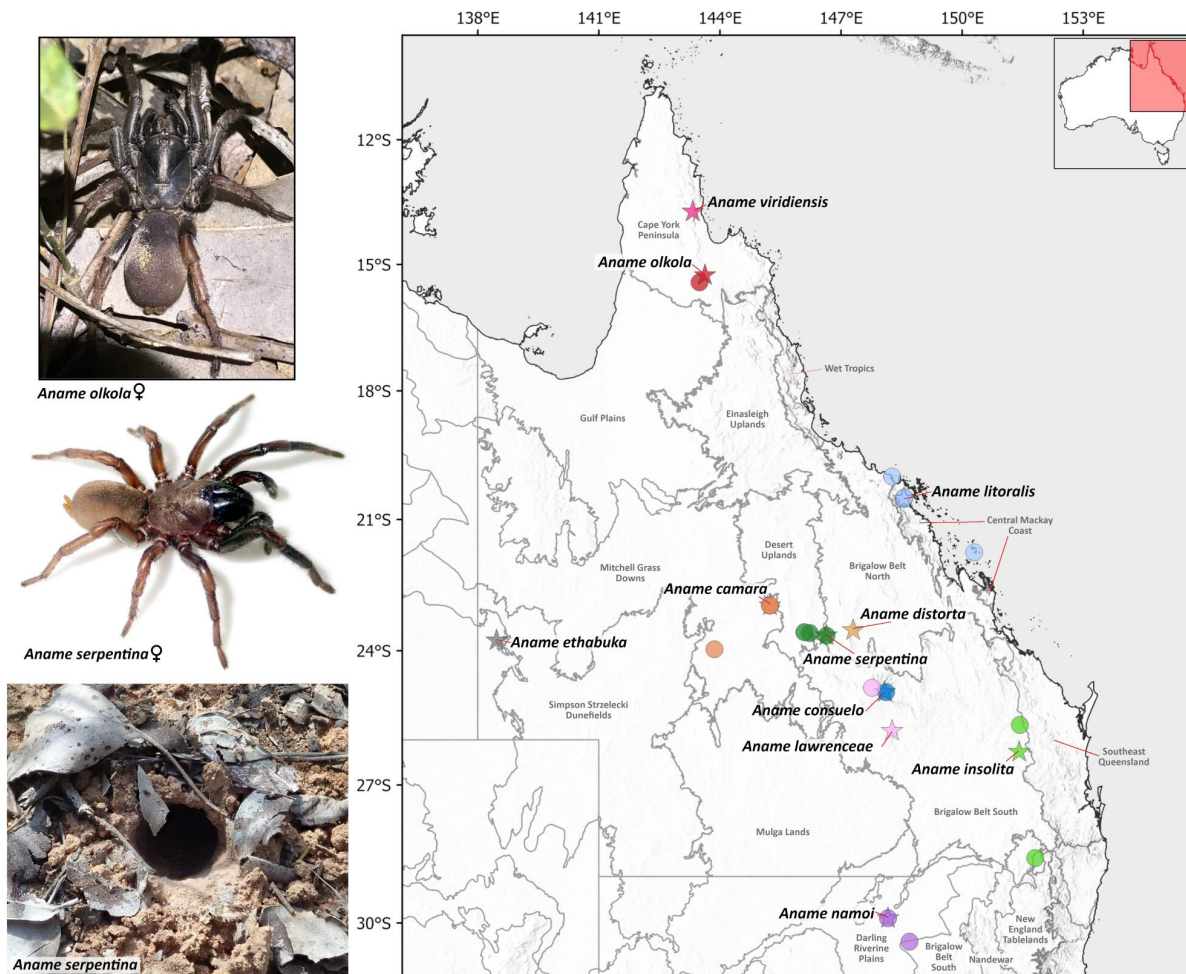 138°E 141°E 144°E 147°E 150°E 153°E
12°S
15°S
18°S
21°S
24°S
27°S
30°S
Aname viridiensis
Cape York
Peninsula
Aname olkola
Aname olkola♀
Wet Tropics
Gulf Plains
Einasleigh
Uplands
Aname litoralis
Central Mackay
Coast
Desert
Uplands
Brigalow Belt
North
Mitchell Grass
Downs
Aname camara
Aname distorta
Aname ethabuka
Aname serpentina
Aname serpentina♀
Simpson Strzelecki
Dunefields
Aname consuelo
Aname lawrenceae
Aname insolita
Southeast
Queensland
Brigalow Belt South
Mulga Lands
Aname namoi
Darling
Riverine
Plains
Brigalow
Belt
South
New
England
Tablelands
Nandewar
Aname serpentina